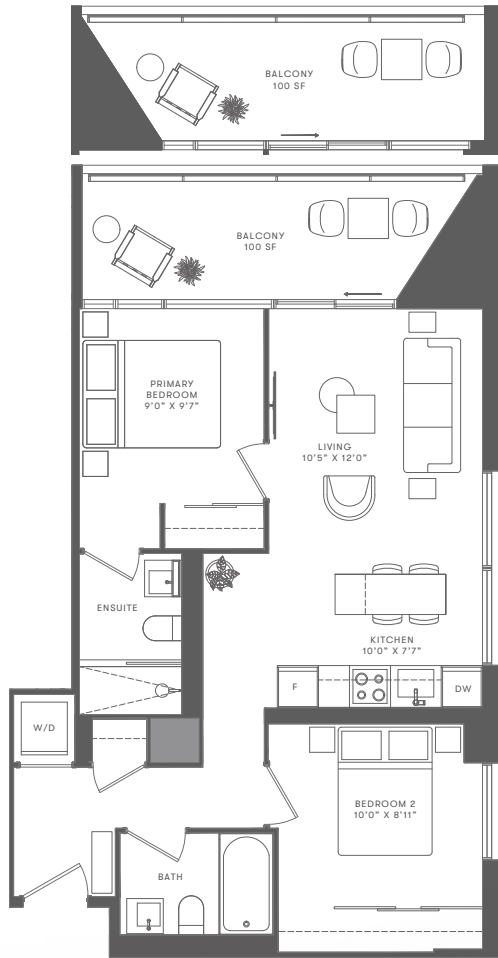 BALCONY
100 SF
BALCONY
100 SF
PRIMARY
BEDROOM
9'0" X 9'7"
LIVING
10'5" X 12'0"
ENSUITE
KITCHEN
10'0" X 7'7"
F
DW
W/D
BEDROOM 2
10'0" X 8'11"
BATH